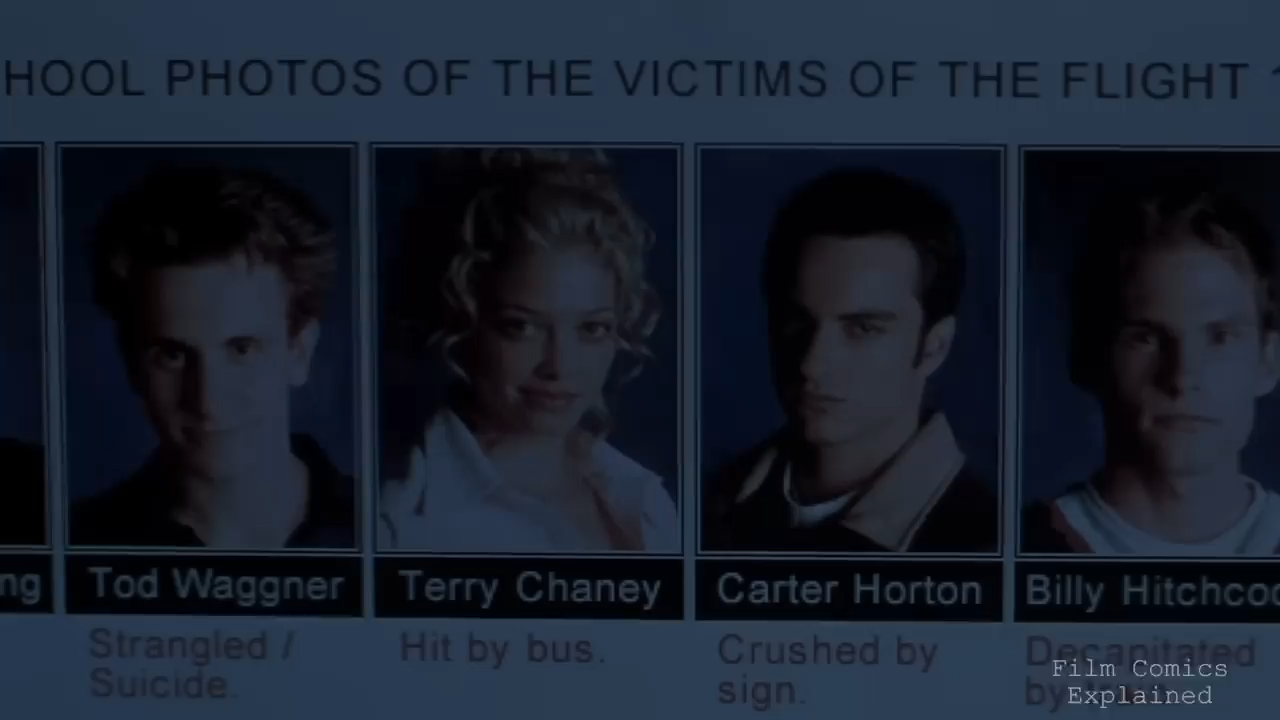 HOOL PHOTOS OF THE VICTIMS OF THE FLIGHT
ng
Tod Waggner
Terry Chaney
Carter Horton
Billy Hitchcoc
Strangled /
Suicide.
Hit by bus.
Crushed by
sign.
Decapitated
by
Film Comics
Explained